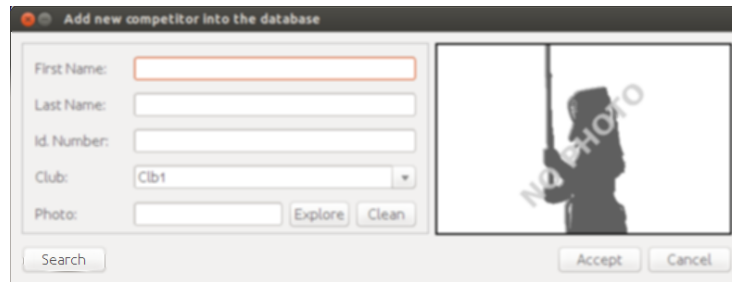 Add new competitor into the database
First Name:
Last Name:
Id. Number:
Club: Clb1
Photo: Explore Clean
NO PHOTO
Search Accept Cancel